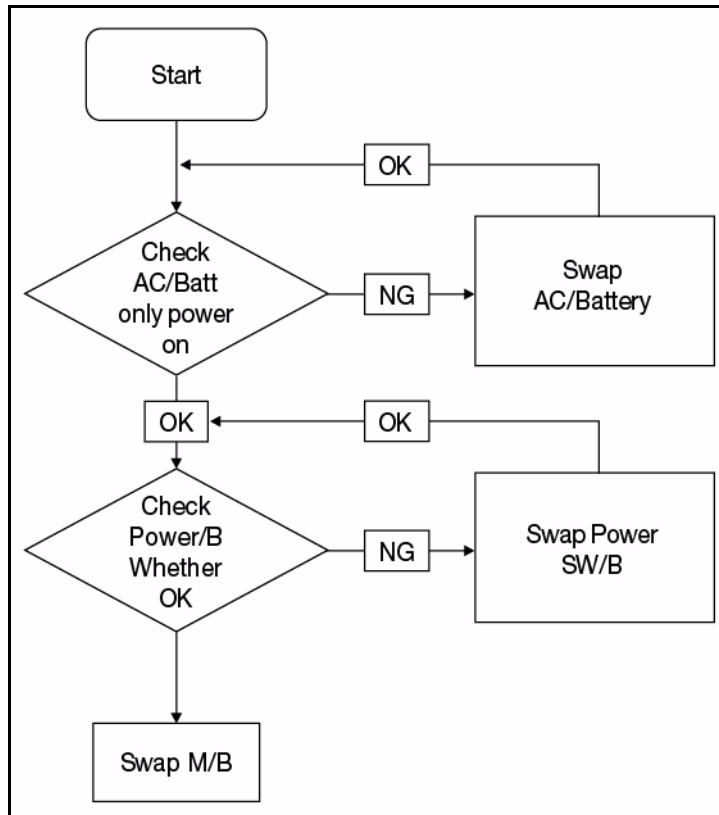 Start
OK
Check
AC/Batt
only power
on
NG
Swap
AC/Battery
OK
OK
Check
Power/B
Whether
OK
NG
Swap Power
SW/B
Swap M/B